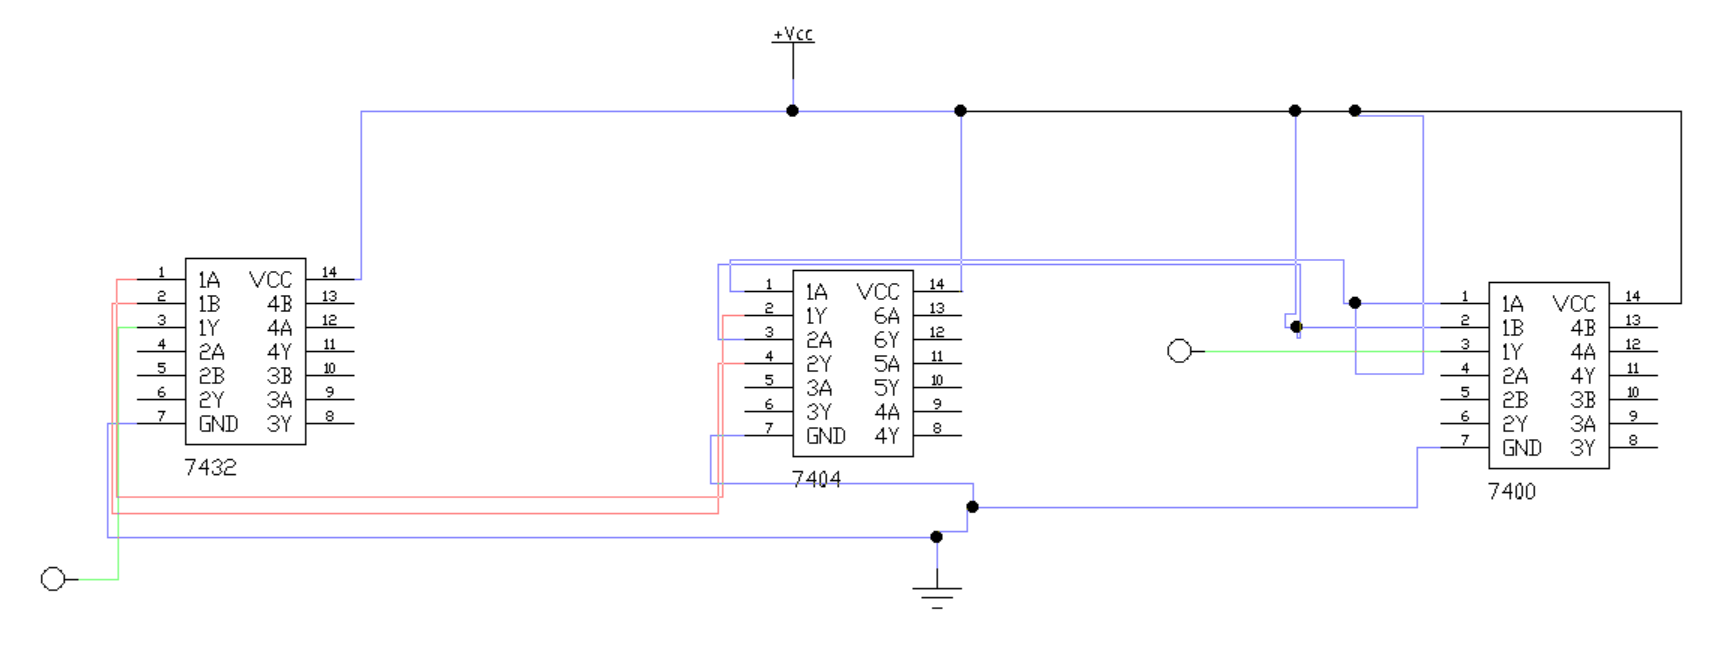 +Vcc
1 1A VCC 14
2 1B 4B 13
3 1Y 4A 12
4 2A 4Y 11
5 2B 3B 10
6 2Y 3A 9
7 GND 3Y 8
7432
1 1A VCC 14
2 1Y 6A 13
3 2A 6Y 12
4 2Y 5A 11
5 3A 5Y 10
6 3Y 4A 9
7 GND 4Y 8
7404
1 1A VCC 14
2 1B 4B 13
3 1Y 4A 12
4 2A 4Y 11
5 2B 3B 10
6 2Y 3A 9
7 GND 3Y 8
7400